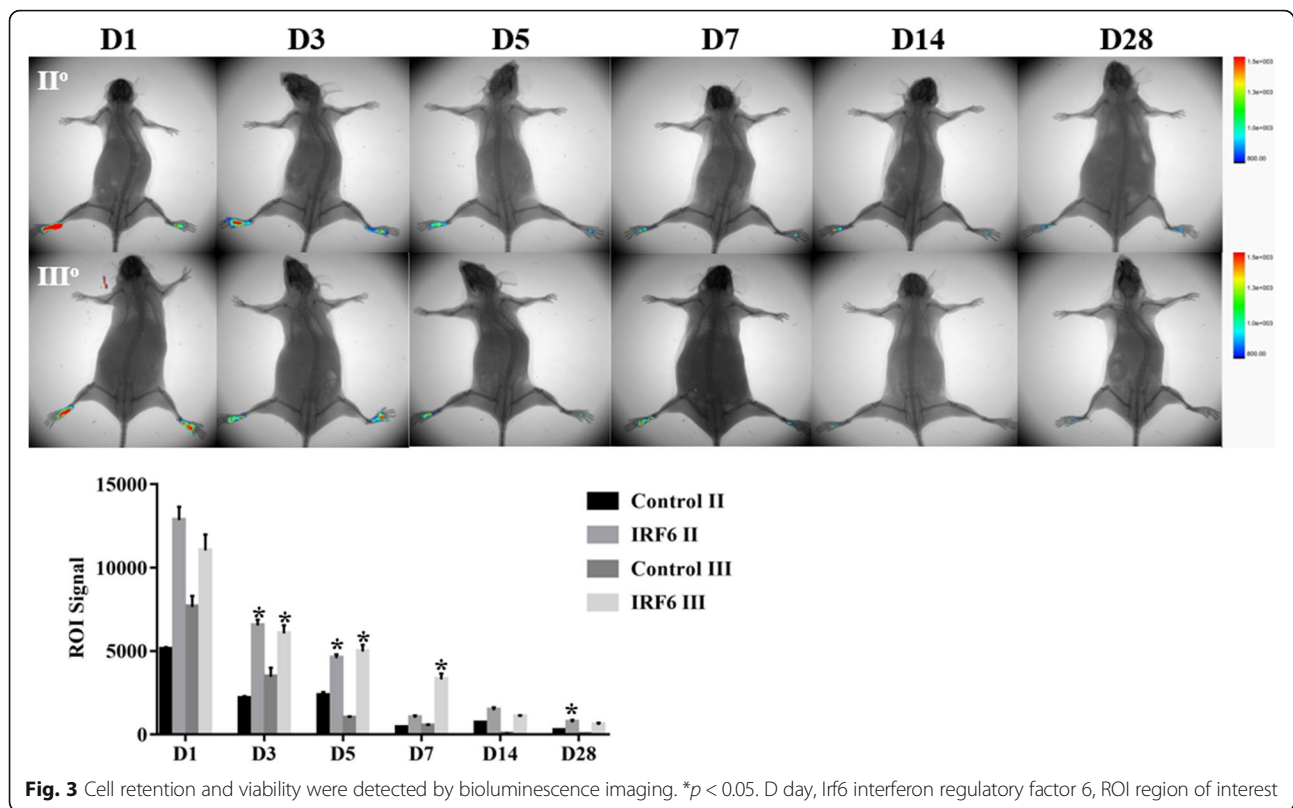 D1 D3 D5 D7 D14 D28
IIº
1.5e+003
1.3e+003
1.0e+003
800.00
IIIº
1.5e+003
1.3e+003
1.0e+003
800.00
15000
10000
5000
0
ROI Signal
* * * * * *
D1 D3 D5 D7 D14 D28
Control II
IRF6 II
Control III
IRF6 III
Fig. 3 Cell retention and viability were detected by bioluminescence imaging. *p < 0.05. D day, Irf6 interferon regulatory factor 6, ROI region of interest